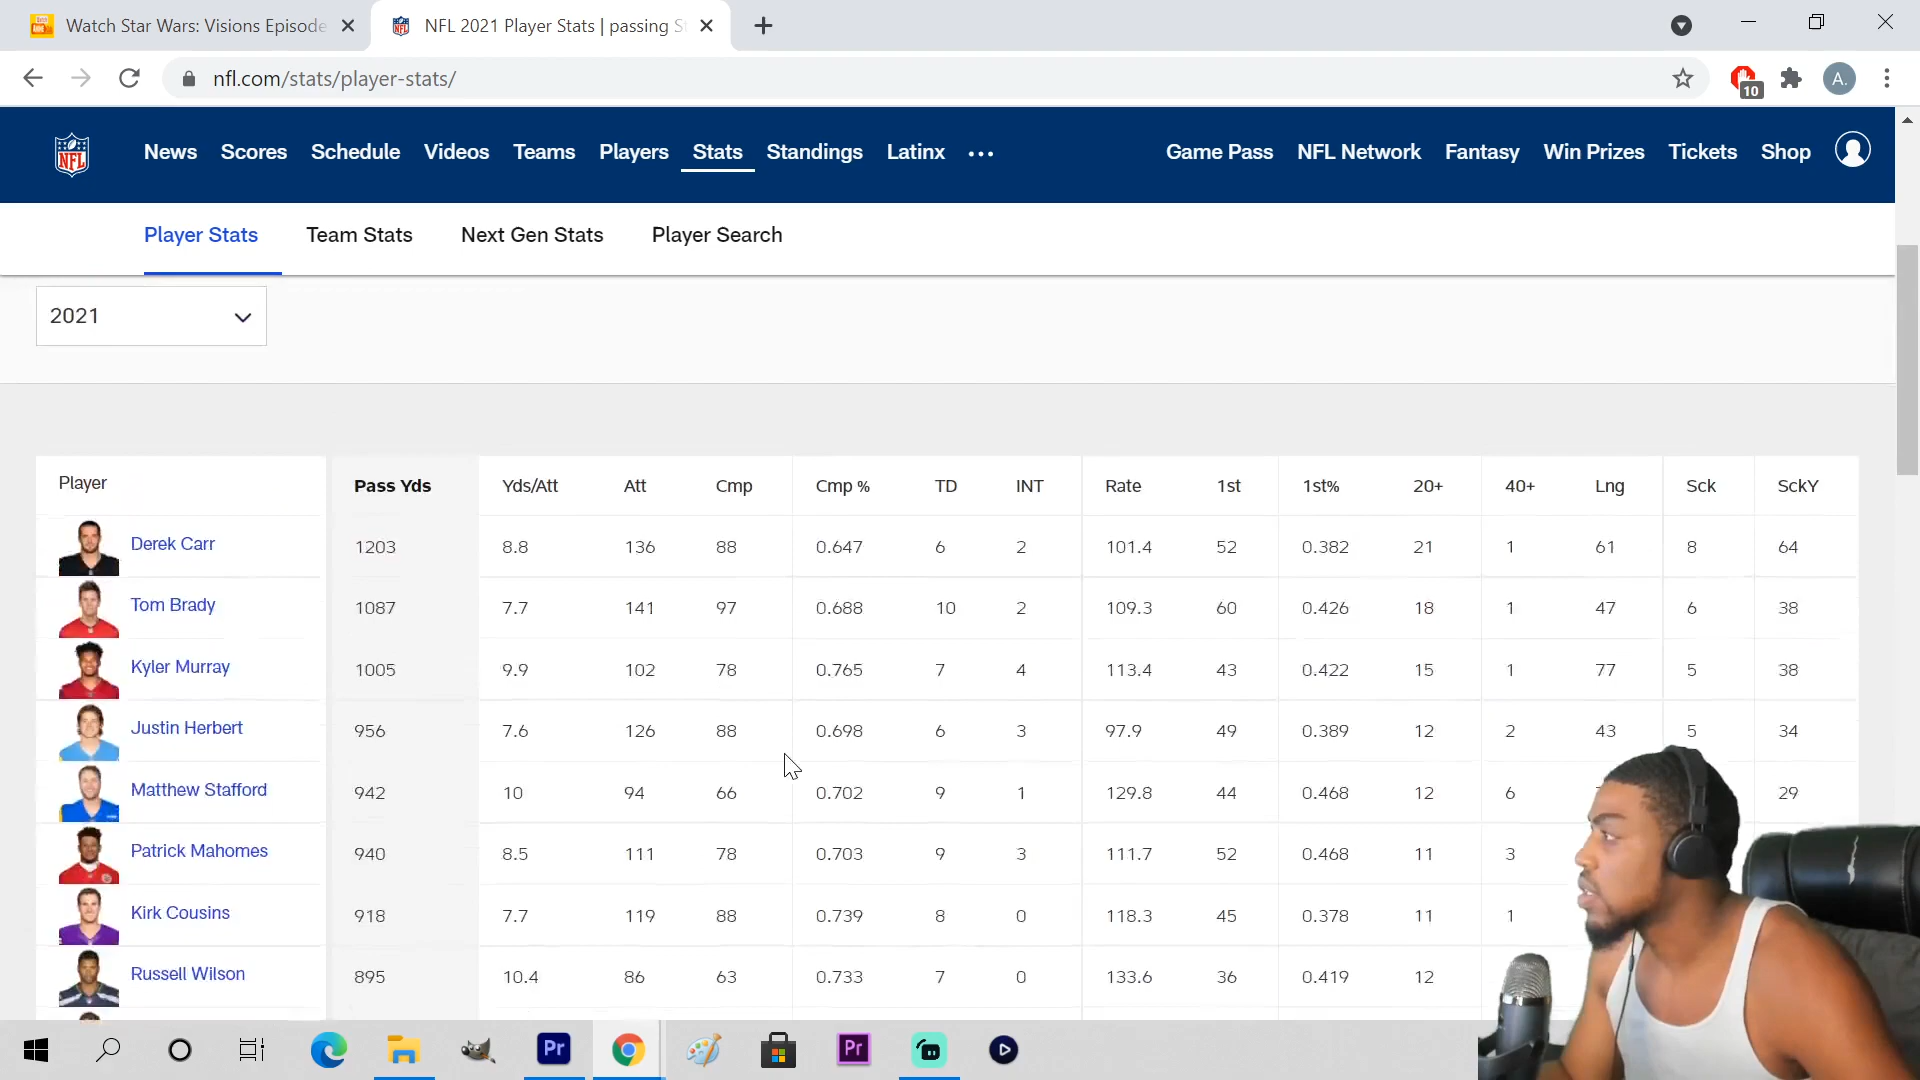 Watch Star Wars: Visions Episode
NFL 2021 Player Stats | passing S
nfl.com/stats/player-stats/
10
A.
NFL
News Scores Schedule Videos Teams Players Stats Standings Latinx ... Game Pass NFL Network Fantasy Win Prizes Tickets Shop
Player Stats Team Stats Next Gen Stats Player Search
2021
Player Pass Yds Yds/Att Att Cmp Cmp % TD INT Rate 1st 1st% 20+ 40+ Lng Sck SckY
Derek Carr 1203 8.8 136 88 0.647 6 2 101.4 52 0.382 21 1 61 8 64
Tom Brady 1087 7.7 141 97 0.688 10 2 109.3 60 0.426 18 1 47 6 38
Kyler Murray 1005 9.9 102 78 0.765 7 4 113.4 43 0.422 15 1 77 5 38
Justin Herbert 956 7.6 126 88 0.698 6 3 97.9 49 0.389 12 2 43 5 34
Matthew Stafford 942 10 94 66 0.702 9 1 129.8 44 0.468 12 6 29
Patrick Mahomes 940 8.5 111 78 0.703 9 3 111.7 52 0.468 11 3
Kirk Cousins 918 7.7 119 88 0.739 8 0 118.3 45 0.378 11 1
Russell Wilson 895 10.4 86 63 0.733 7 0 133.6 36 0.419 12
Pr Pr